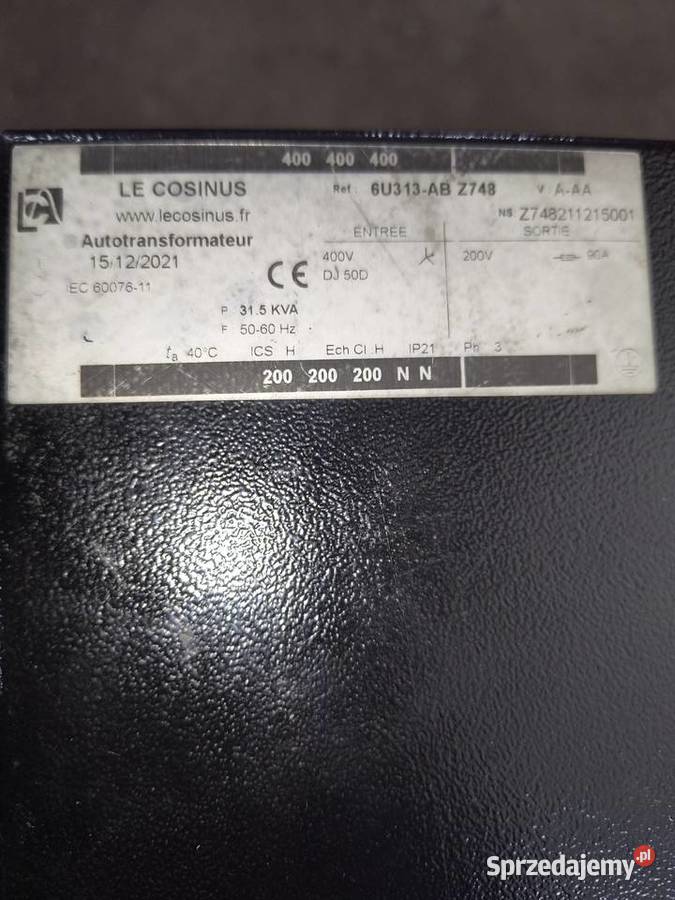 400 400 400
LE COSINUS
Ref : 6U313-AB Z748
V : A-AA
www.lecosinus.fr
NS Z748211215001
Autotransformateur
ENTRÉE
SORTIE
15/12/2021
400V
200V
90A
DJ 50D
CE
IEC 60076-11
P 31.5 KVA
F 50-60 Hz
ta 40°C ICS H Ech Cl H IP21 Ph 3
200 200 200 N N
Sprzedajemy.pl